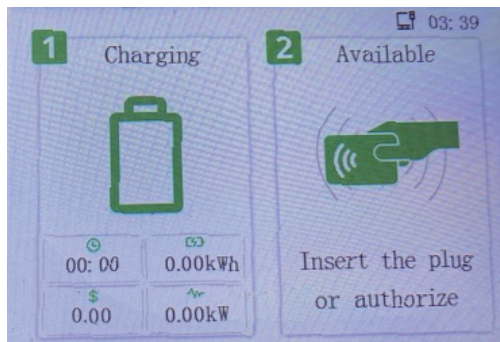 03:39
1 Charging
00:00 0.00kWh
$
0.00 0.00kW
2 Available
Insert the plug
or authorize